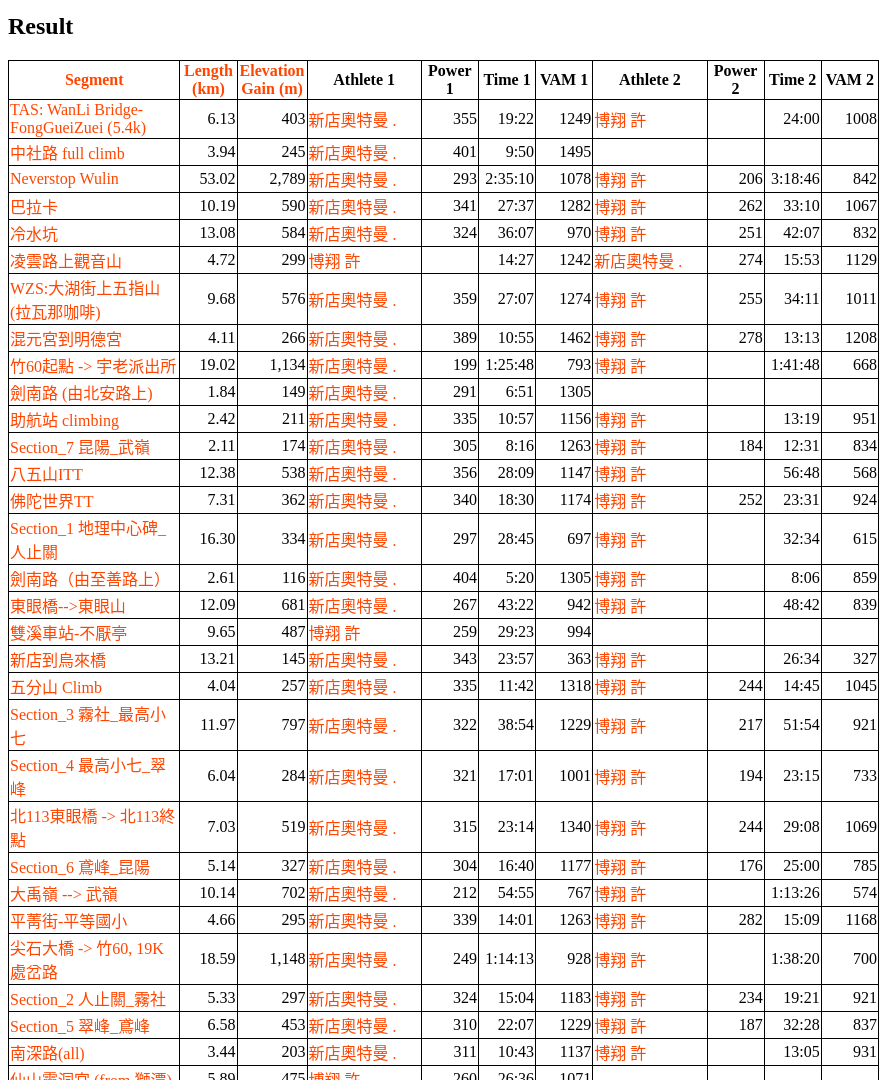 Result
Segment Length (km) Elevation Gain (m) Athlete 1 Power 1 Time 1 VAM 1 Athlete 2 Power 2 Time 2 VAM 2
TAS: WanLi Bridge-FongGueiZuei (5.4k) 6.13 403 新店奧特曼 . 355 19:22 1249 博翔 許 24:00 1008
中社路 full climb 3.94 245 新店奧特曼 . 401 9:50 1495
Neverstop Wulin 53.02 2,789 新店奧特曼 . 293 2:35:10 1078 博翔 許 206 3:18:46 842
巴拉卡 10.19 590 新店奧特曼 . 341 27:37 1282 博翔 許 262 33:10 1067
冷水坑 13.08 584 新店奧特曼 . 324 36:07 970 博翔 許 251 42:07 832
凌雲路上觀音山 4.72 299 博翔 許 14:27 1242 新店奧特曼 . 274 15:53 1129
WZS:大湖街上五指山 (拉瓦那咖啡) 9.68 576 新店奧特曼 . 359 27:07 1274 博翔 許 255 34:11 1011
混元宮到明德宮 4.11 266 新店奧特曼 . 389 10:55 1462 博翔 許 278 13:13 1208
竹60起點 -> 宇老派出所 19.02 1,134 新店奧特曼 . 199 1:25:48 793 博翔 許 1:41:48 668
劍南路 (由北安路上) 1.84 149 新店奧特曼 . 291 6:51 1305
助航站 climbing 2.42 211 新店奧特曼 . 335 10:57 1156 博翔 許 13:19 951
Section_7 昆陽_武嶺 2.11 174 新店奧特曼 . 305 8:16 1263 博翔 許 184 12:31 834
八五山ITT 12.38 538 新店奧特曼 . 356 28:09 1147 博翔 許 56:48 568
佛陀世界TT 7.31 362 新店奧特曼 . 340 18:30 1174 博翔 許 252 23:31 924
Section_1 地理中心碑_人止關 16.30 334 新店奧特曼 . 297 28:45 697 博翔 許 32:34 615
劍南路（由至善路上） 2.61 116 新店奧特曼 . 404 5:20 1305 博翔 許 8:06 859
東眼橋-->東眼山 12.09 681 新店奧特曼 . 267 43:22 942 博翔 許 48:42 839
雙溪車站-不厭亭 9.65 487 博翔 許 259 29:23 994
新店到烏來橋 13.21 145 新店奧特曼 . 343 23:57 363 博翔 許 26:34 327
五分山 Climb 4.04 257 新店奧特曼 . 335 11:42 1318 博翔 許 244 14:45 1045
Section_3 霧社_最高小七 11.97 797 新店奧特曼 . 322 38:54 1229 博翔 許 217 51:54 921
Section_4 最高小七_翠峰 6.04 284 新店奧特曼 . 321 17:01 1001 博翔 許 194 23:15 733
北113東眼橋 -> 北113終點 7.03 519 新店奧特曼 . 315 23:14 1340 博翔 許 244 29:08 1069
Section_6 鳶峰_昆陽 5.14 327 新店奧特曼 . 304 16:40 1177 博翔 許 176 25:00 785
大禹嶺 --> 武嶺 10.14 702 新店奧特曼 . 212 54:55 767 博翔 許 1:13:26 574
平菁街-平等國小 4.66 295 新店奧特曼 . 339 14:01 1263 博翔 許 282 15:09 1168
尖石大橋 -> 竹60, 19K 處岔路 18.59 1,148 新店奧特曼 . 249 1:14:13 928 博翔 許 1:38:20 700
Section_2 人止關_霧社 5.33 297 新店奧特曼 . 324 15:04 1183 博翔 許 234 19:21 921
Section_5 翠峰_鳶峰 6.58 453 新店奧特曼 . 310 22:07 1229 博翔 許 187 32:28 837
南深路(all) 3.44 203 新店奧特曼 . 311 10:43 1137 博翔 許 13:05 931
仙山靈洞宮 (from 獅潭) 5.89 475 博翔 許 260 26:36 1071